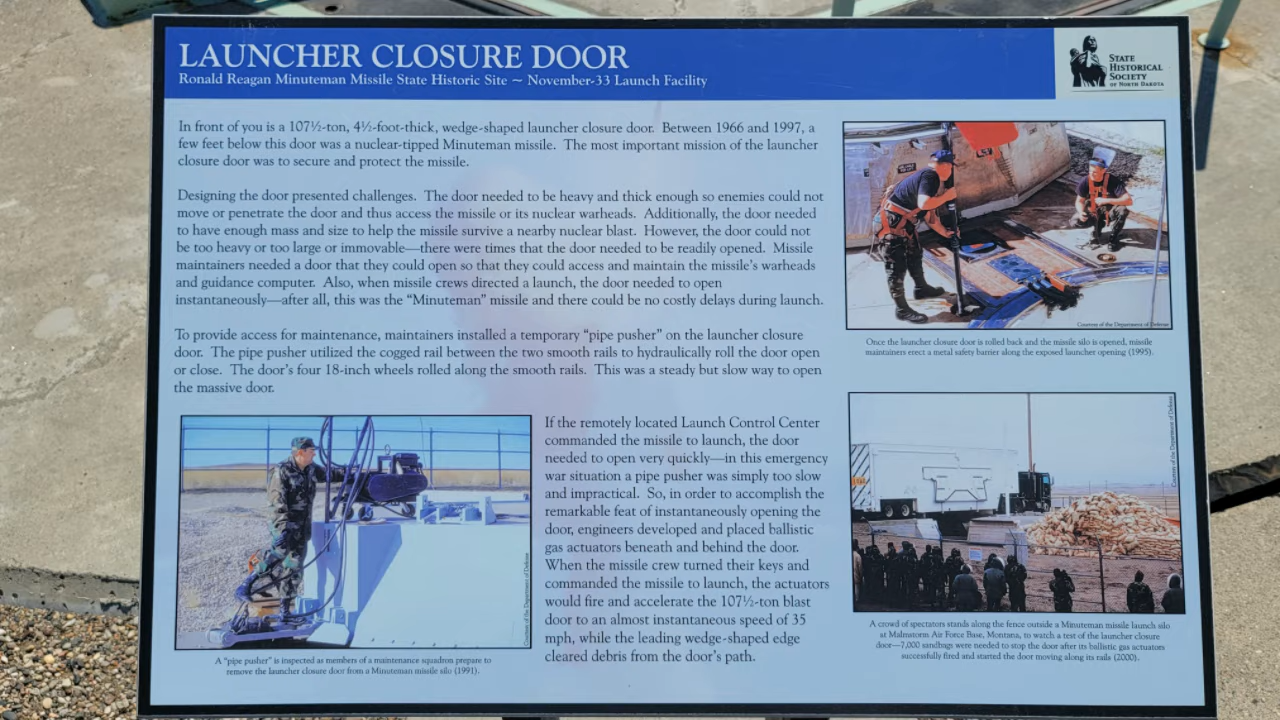 LAUNCHER CLOSURE DOOR
Ronald Reagan Minuteman Missile State Historic Site ~ November-33 Launch Facility
STATE
HISTORICAL
SOCIETY
OF NORTH DAKOTA
In front of you is a 107½-ton, 4½-foot-thick, wedge-shaped launcher closure door. Between 1966 and 1997, a
few feet below this door was a nuclear-tipped Minuteman missile. The most important mission of the launcher
closure door was to secure and protect the missile.
Designing the door presented challenges. The door needed to be heavy and thick enough so enemies could not
move or penetrate the door and thus access the missile or its nuclear warheads. Additionally, the door needed
to have enough mass and size to help the missile survive a nearby nuclear blast. However, the door could not
be too heavy or too large or immovable—there were times that the door needed to be readily opened. Missile
maintainers needed a door that they could open so that they could access and maintain the missile's warheads
and guidance computer. Also, when missile crews directed a launch, the door needed to open
instantaneously—after all, this was the "Minuteman" missile and there could be no costly delays during launch.
To provide access for maintenance, maintainers installed a temporary "pipe pusher" on the launcher closure
door. The pipe pusher utilized the cogged rail between the two smooth rails to hydraulically roll the door open
or close. The door's four 18-inch wheels rolled along the smooth rails. This was a steady but slow way to open
the massive door.
If the remotely located Launch Control Center
commanded the missile to launch, the door
needed to open very quickly—in this emergency
war situation a pipe pusher was simply too slow
and impractical. So, in order to accomplish the
remarkable feat of instantaneously opening the
door, engineers developed and placed ballistic
gas actuators beneath and behind the door.
When the missile crew turned their keys and
commanded the missile to launch, the actuators
would fire and accelerate the 107½-ton blast
door to an almost instantaneous speed of 35
mph, while the leading wedge-shaped edge
cleared debris from the door's path.
Courtesy of the Department of Defense
A "pipe pusher" is inspected as members of a maintenance squadron prepare to
remove the launcher closure door from a Minuteman missile silo (1991).
Courtesy of the Department of Defense
Once the launcher closure door is rolled back and the missile silo is opened, missile
maintainers erect a metal safety barrier along the exposed launcher opening (1995).
Courtesy of the Department of Defense
A crowd of spectators stands along the fence outside a Minuteman missile launch silo
at Malmstorm Air Force Base, Montana, to watch a test of the launcher closure
door—7,000 sandbags were needed to stop the door after its ballistic gas actuators
successfully fired and started the door moving along its rails (2000).